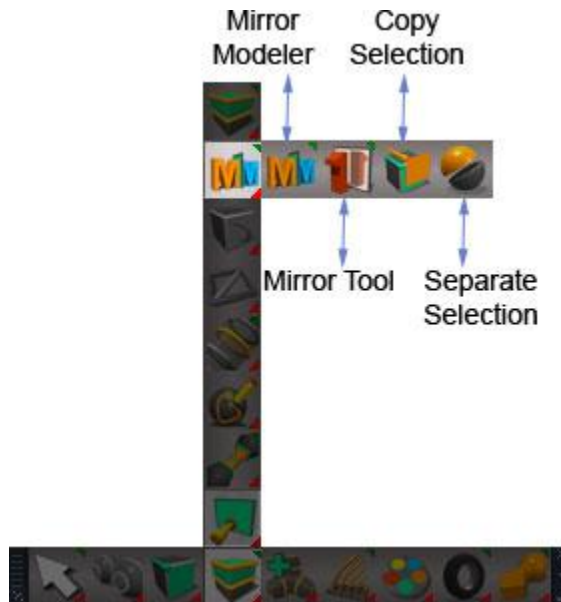 Mirror
Modeler
Copy
Selection
Mirror Tool
Separate
Selection